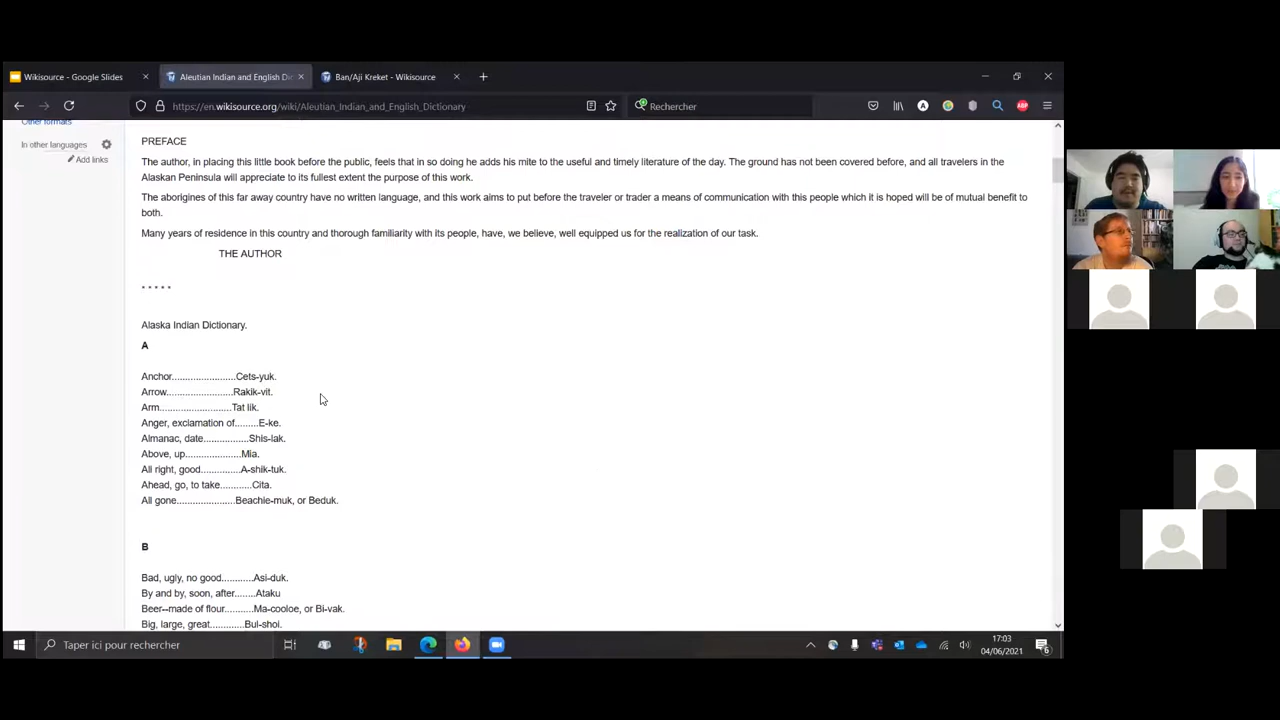 Wikisource - Google Slides
Aleutian Indian and English Di
Ban/Aji Kreket - Wikisource
https://en.wikisource.org/wiki/Aleutian_Indian_and_English_Dictionary
Rechercher
Other formats
In other languages
Add links
PREFACE
The author, in placing this little book before the public, feels that in so doing he adds his mite to the useful and timely literature of the day. The ground has not been covered before, and all travelers in the
Alaskan Peninsula will appreciate to its fullest extent the purpose of this work.
The aborigines of this far away country have no written language, and this work aims to put before the traveler or trader a means of communication with this people which it is hoped will be of mutual benefit to
both.
Many years of residence in this country and thorough familiarity with its people, have, we believe, well equipped us for the realization of our task.
THE AUTHOR
* * * * *
Alaska Indian Dictionary.
A
Anchor.......................Cets-yuk.
Arrow........................Rakik-vit.
Arm..........................Tat lik.
Anger, exclamation of........E-ke.
Almanac, date................Shis-lak.
Above, up....................Mia.
All right, good..............A-shik-tuk.
Ahead, go, to take...........Cita.
All gone.....................Beachie-muk, or Beduk.
B
Bad, ugly, no good...........Asi-duk.
By and by, soon, after.......Ataku
Beer--made of flour..........Ma-cooloe, or Bi-vak.
Big, large, great............Bul-shoi.
Taper ici pour rechercher
17:03
04/06/2021
6